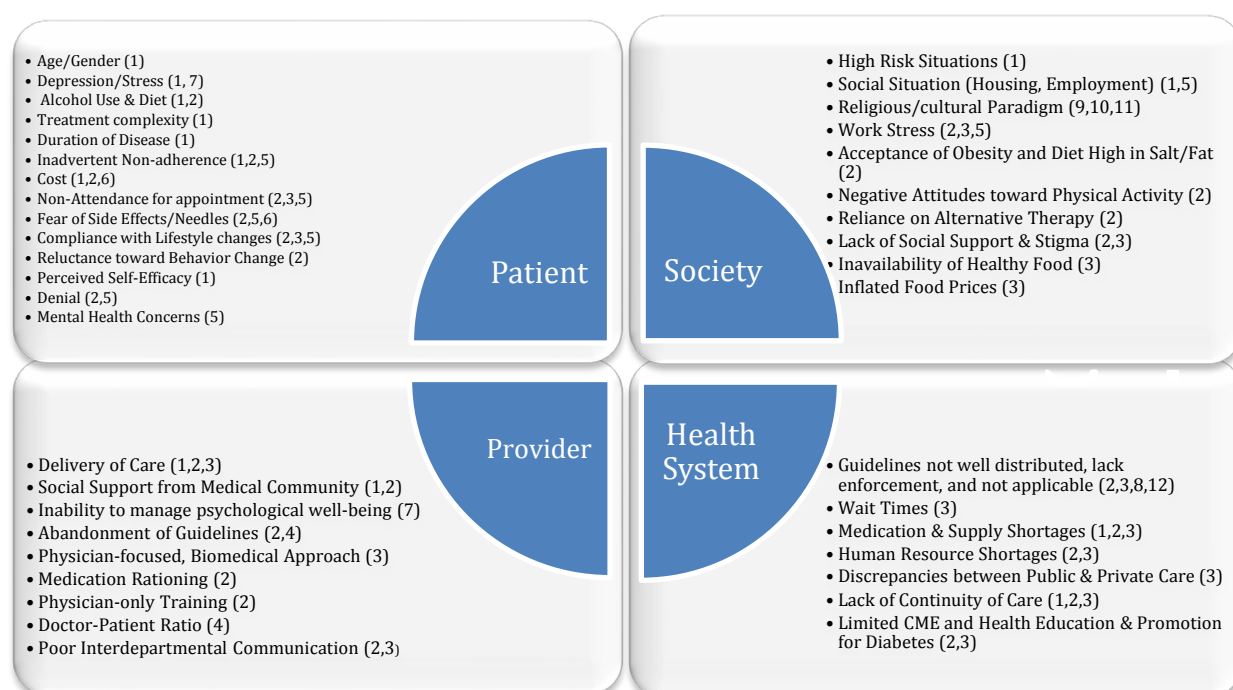 • Age/Gender (1)
• Depression/Stress (1, 7)
• Alcohol Use & Diet (1,2)
• Treatment complexity (1)
• Duration of Disease (1)
• Inadvertent Non-adherence (1,2,5)
• Cost (1,2,6)
• Non-Attendance for appointment (2,3,5)
• Fear of Side Effects/Needles (2,5,6)
• Compliance with Lifestyle changes (2,3,5)
• Reluctance toward Behavior Change (2)
• Perceived Self-Efficacy (1)
• Denial (2,5)
• Mental Health Concerns (5)
Patient
• High Risk Situations (1)
• Social Situation (Housing, Employment) (1,5)
• Religious/cultural Paradigm (9,10,11)
• Work Stress (2,3,5)
• Acceptance of Obesity and Diet High in Salt/Fat
(2)
• Negative Attitudes toward Physical Activity (2)
• Reliance on Alternative Therapy (2)
• Lack of Social Support & Stigma (2,3)
• Inavailability of Healthy Food (3)
Inflated Food Prices (3)
Society
• Delivery of Care (1,2,3)
• Social Support from Medical Community (1,2)
• Inability to manage psychological well-being (7)
• Abandonment of Guidelines (2,4)
• Physician-focused, Biomedical Approach (3)
• Medication Rationing (2)
• Physician-only Training (2)
• Doctor-Patient Ratio (4)
• Poor Interdepartmental Communication (2,3)
Provider
Health
System
• Guidelines not well distributed, lack
enforcement, and not applicable (2,3,8,12)
• Wait Times (3)
• Medication & Supply Shortages (1,2,3)
• Human Resource Shortages (2,3)
• Discrepancies between Public & Private Care (3)
• Lack of Continuity of Care (1,2,3)
• Limited CME and Health Education & Promotion
for Diabetes (2,3)